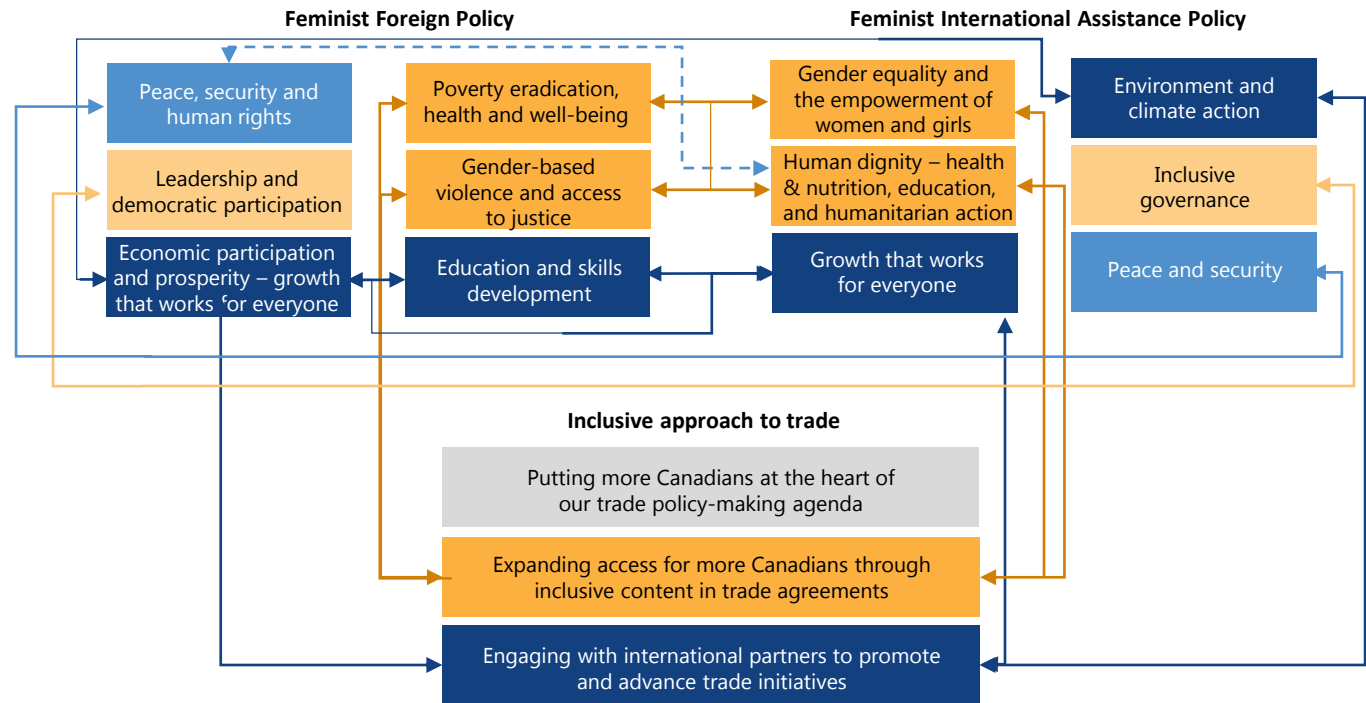 Feminist Foreign Policy
Feminist International Assistance Policy
Peace, security and
human rights
Poverty eradication,
health and well-being
Gender equality and
the empowerment of
women and girls
Environment and
climate action
Leadership and
democratic participation
Gender-based
violence and access
to justice
Human dignity – health
& nutrition, education,
and humanitarian action
Inclusive
governance
Economic participation
and prosperity – growth
that works for everyone
Education and skills
development
Growth that works
for everyone
Peace and security
Inclusive approach to trade
Putting more Canadians at the heart of
our trade policy-making agenda
Expanding access for more Canadians through
inclusive content in trade agreements
Engaging with international partners to promote
and advance trade initiatives